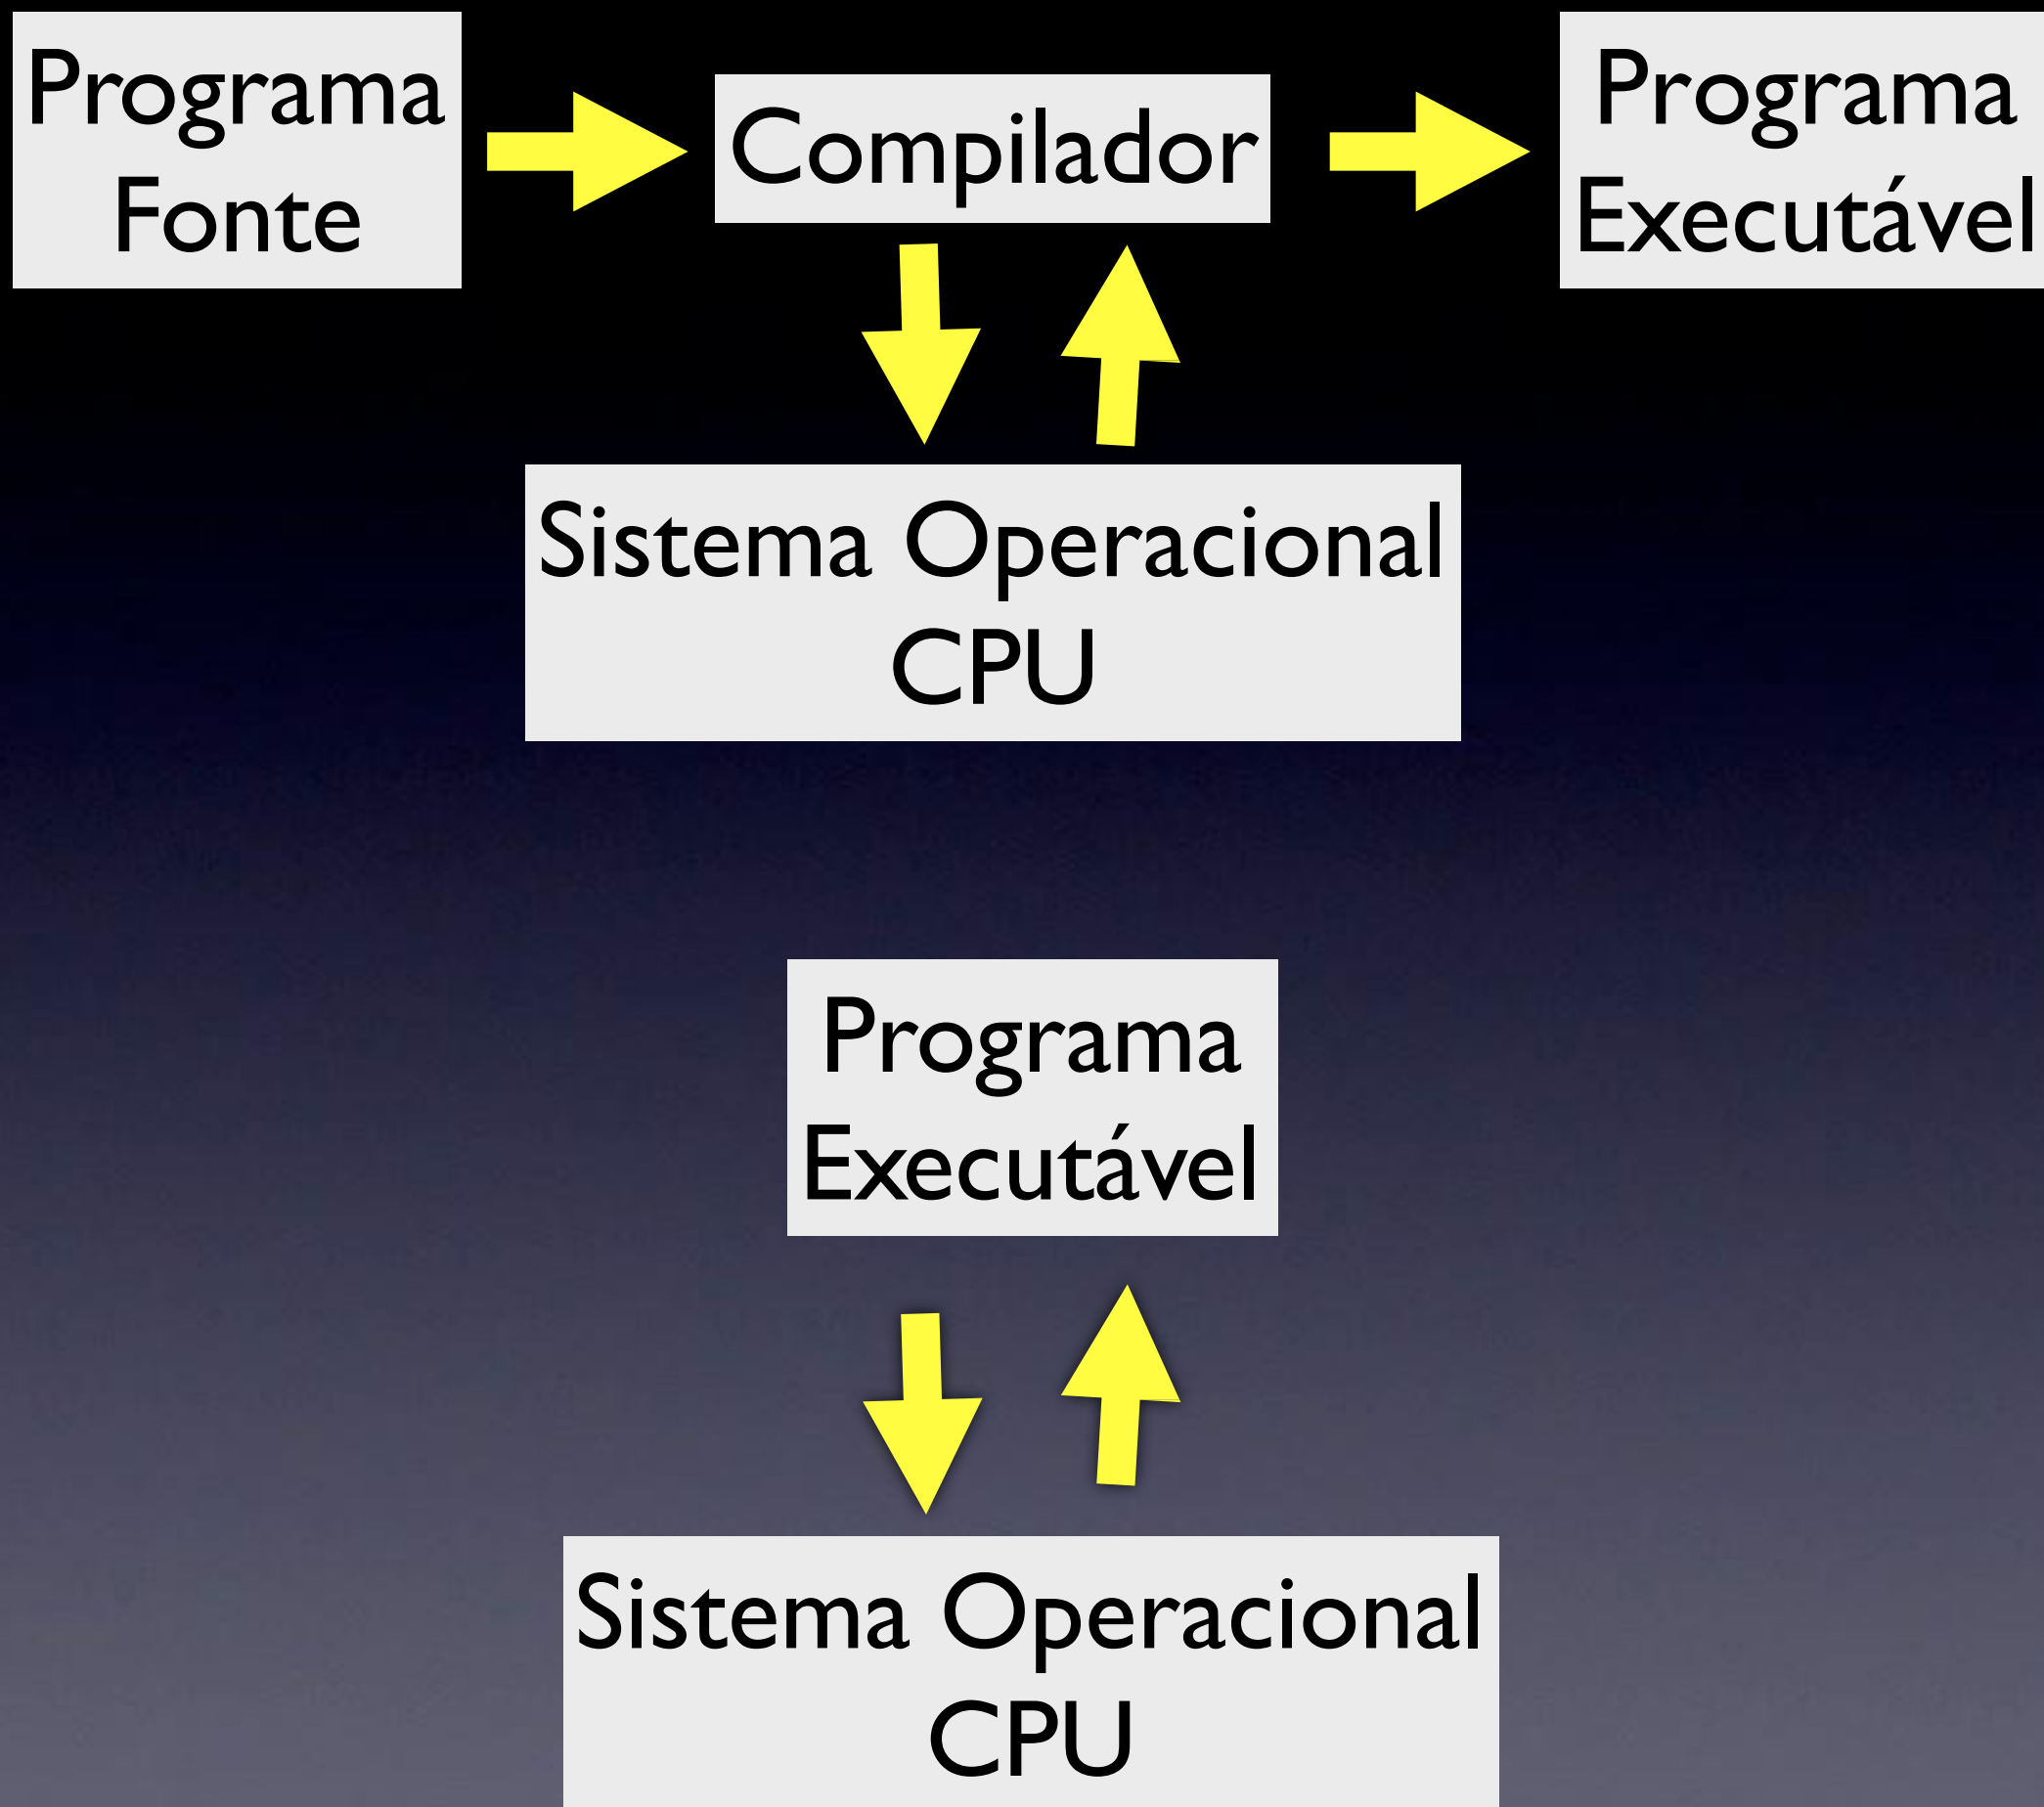 Programa
Fonte
Compilador
Programa
Executável
Sistema Operacional
CPU
Programa
Executável
Sistema Operacional
CPU